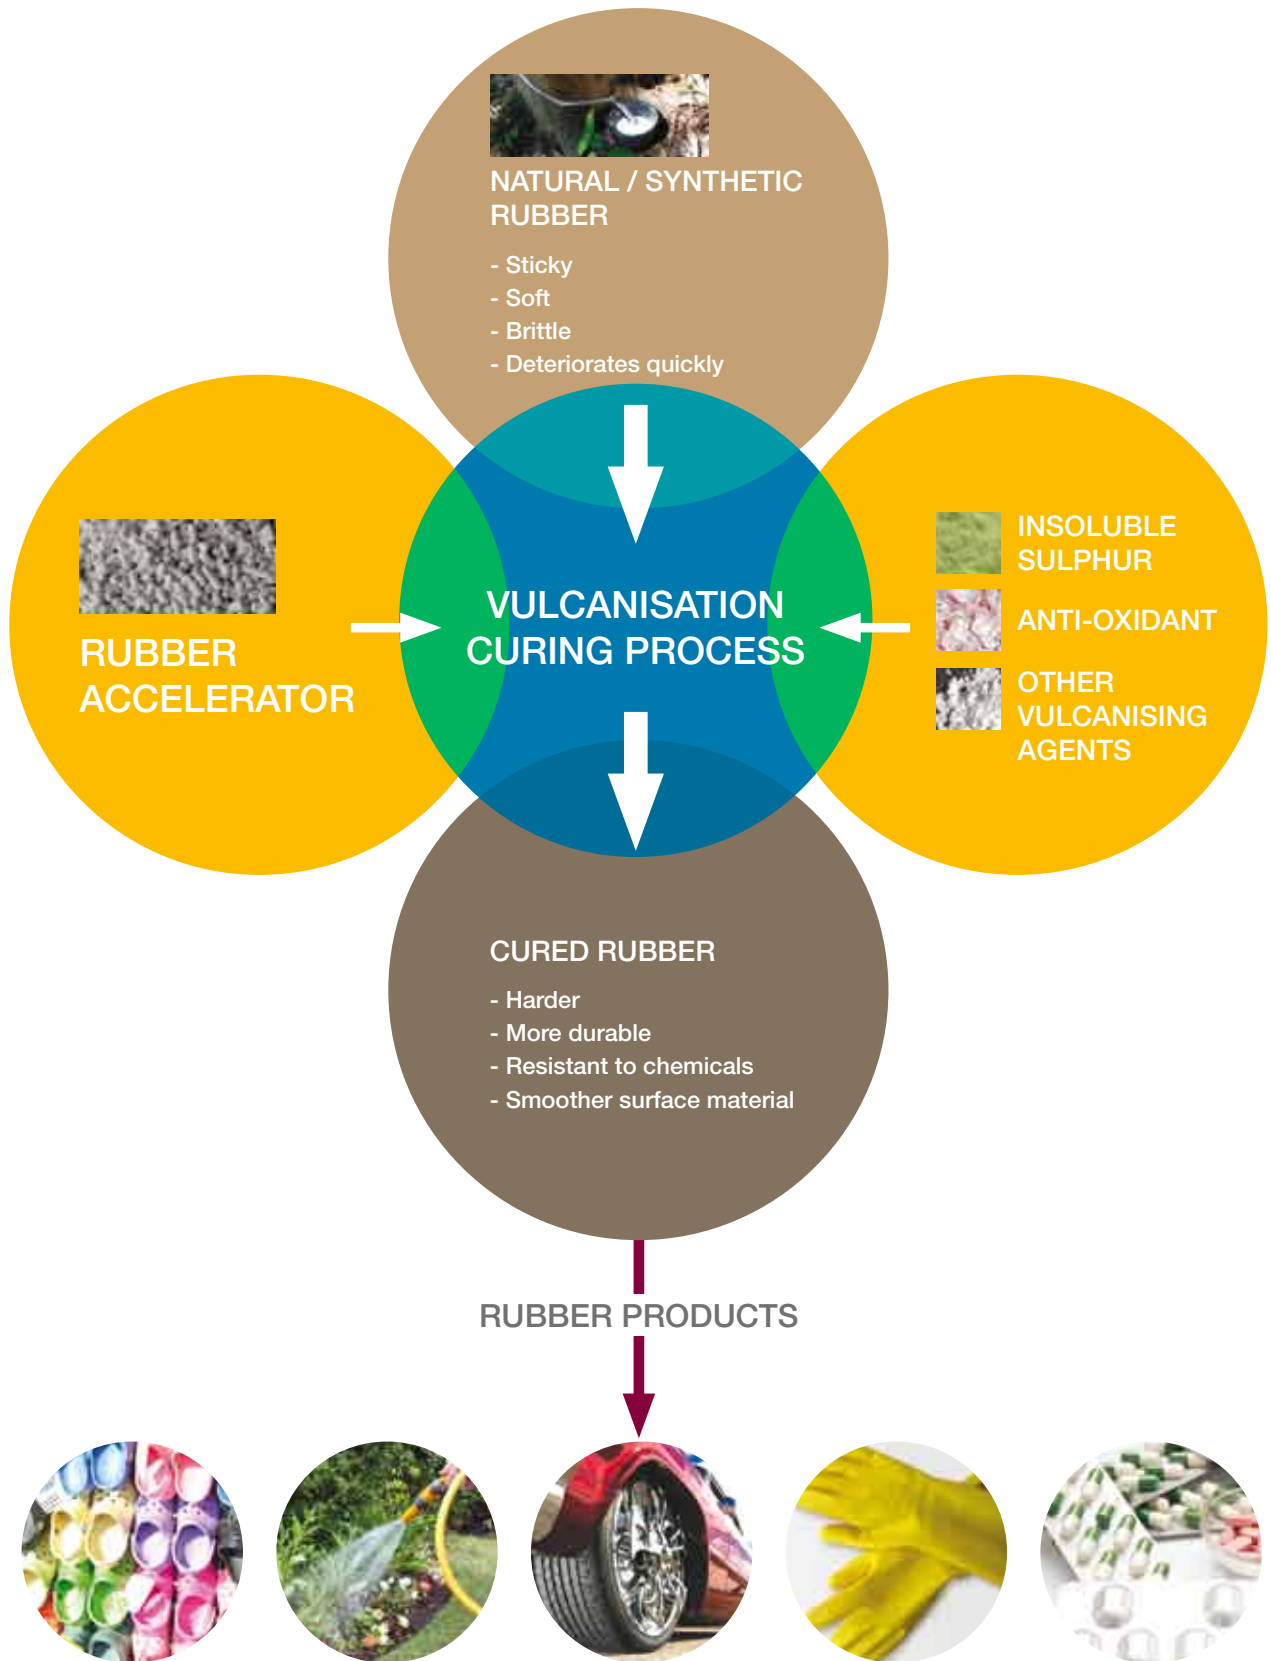 NATURAL / SYNTHETIC
RUBBER
- Sticky
- Soft
- Brittle
- Deteriorates quickly
RUBBER
ACCELERATOR
VULCANISATION
CURING PROCESS
INSOLUBLE
SULPHUR
ANTI-OXIDANT
OTHER
VULCANISING
AGENTS
CURED RUBBER
- Harder
- More durable
- Resistant to chemicals
- Smoother surface material
RUBBER PRODUCTS